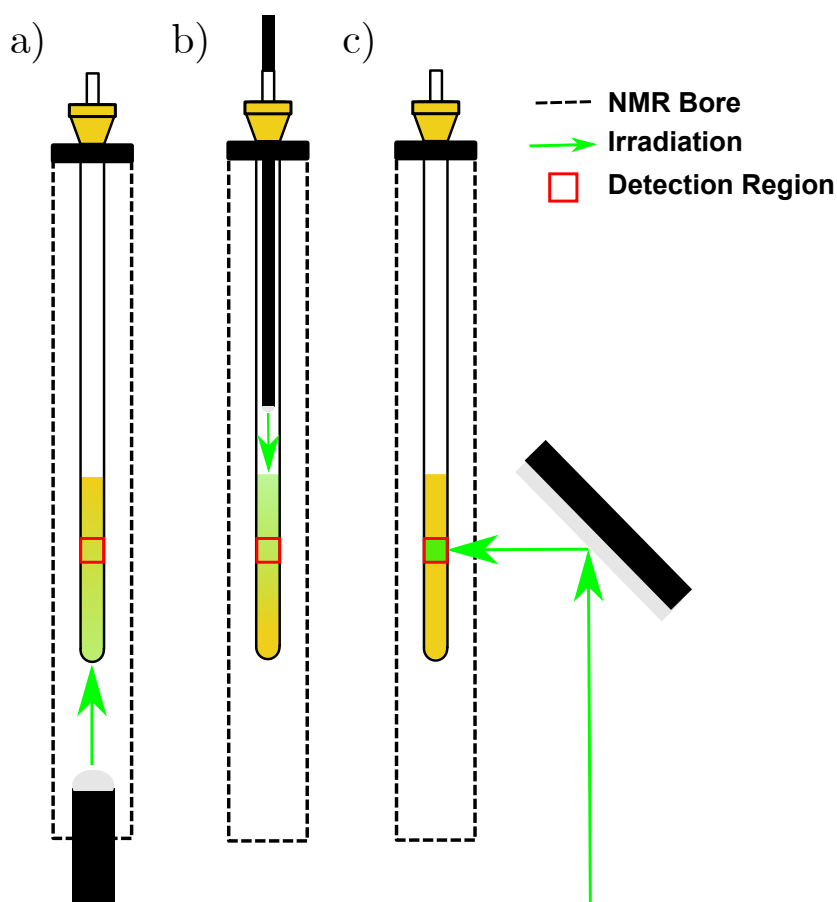 a)
b)
c)
NMR Bore
Irradiation
Detection Region